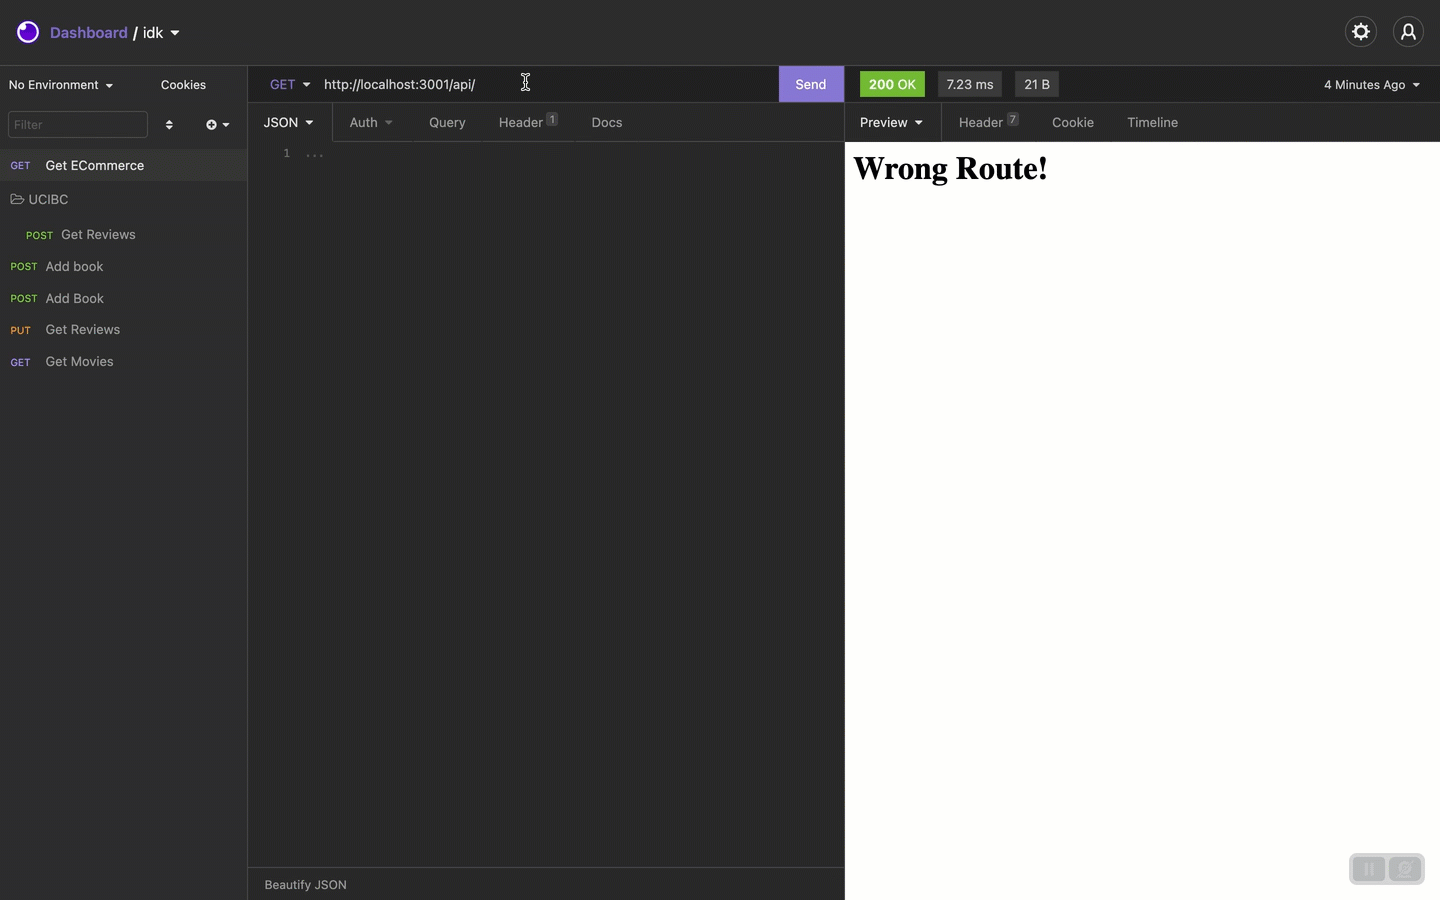 Dashboard / idk
No Environment
Cookies
GET http://localhost:3001/api/
Send
200 OK
7.23 ms
21 B
4 Minutes Ago
Filter
JSON
Auth
Query
Header 1
Docs
Preview
Header 7
Cookie
Timeline
GET Get ECommerce
UCIBC
POST Get Reviews
POST Add book
POST Add Book
PUT Get Reviews
GET Get Movies
1 ...
Wrong Route!
Beautify JSON